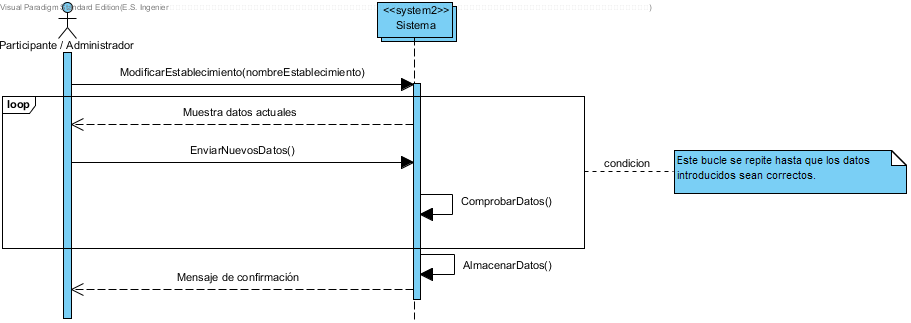 Visual Paradigm Standard Edition(E.S. Ingenier
)
<<system2>>
Sistema
Participante / Administrador
ModificarEstablecimiento(nombreEstablecimiento)
loop
Muestra datos actuales
EnviarNuevosDatos()
condicion
Este bucle se repite hasta que los datos
introducidos sean correctos.
ComprobarDatos()
AlmacenarDatos()
Mensaje de confirmación